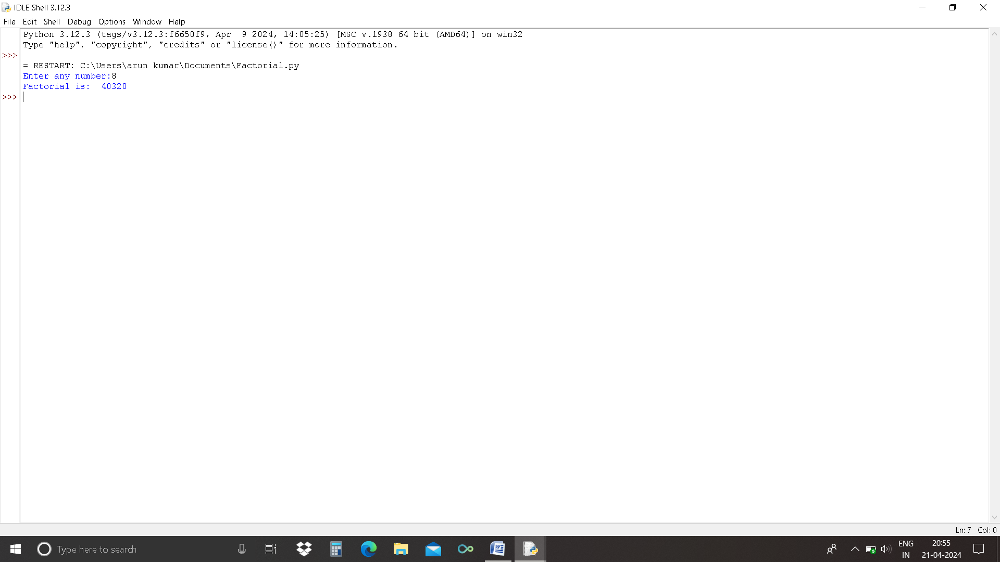 IDLE Shell 3.12.3
File Edit Shell Debug Options Window Help
Python 3.12.3 (tags/v3.12.3:f6650f9, Apr  9 2024, 14:05:25) [MSC v.1938 64 bit (AMD64)] on win32
Type "help", "copyright", "credits" or "license()" for more information.
>>>
= RESTART: C:\Users\arun kumar\Documents\Factorial.py
Enter any number:8
Factorial is:  40320
>>>
Ln: 7 Col: 0
Type here to search
ENG
IN
20:55
21-04-2024